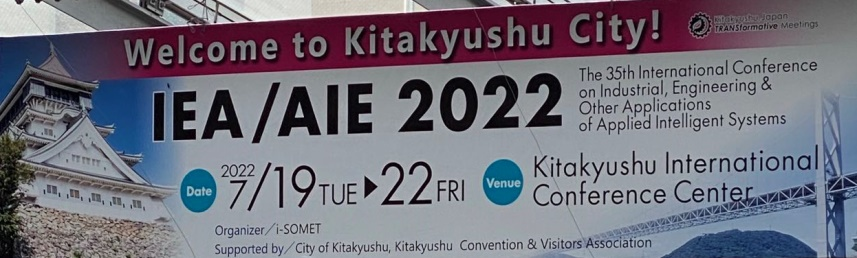 Welcome to Kitakyushu City!
Kitakyushu, Japan
TRANSformative Meetings
IEA/AIE 2022
The 35th International Conference
on Industrial, Engineering &
Other Applications
of Applied Intelligent Systems
Date 2022 7/19 TUE ▶ 22 FRI
Venue Kitakyushu International
Conference Center
Organizer/i-SOMET
Supported by/City of Kitakyushu, Kitakyushu Convention & Visitors Association